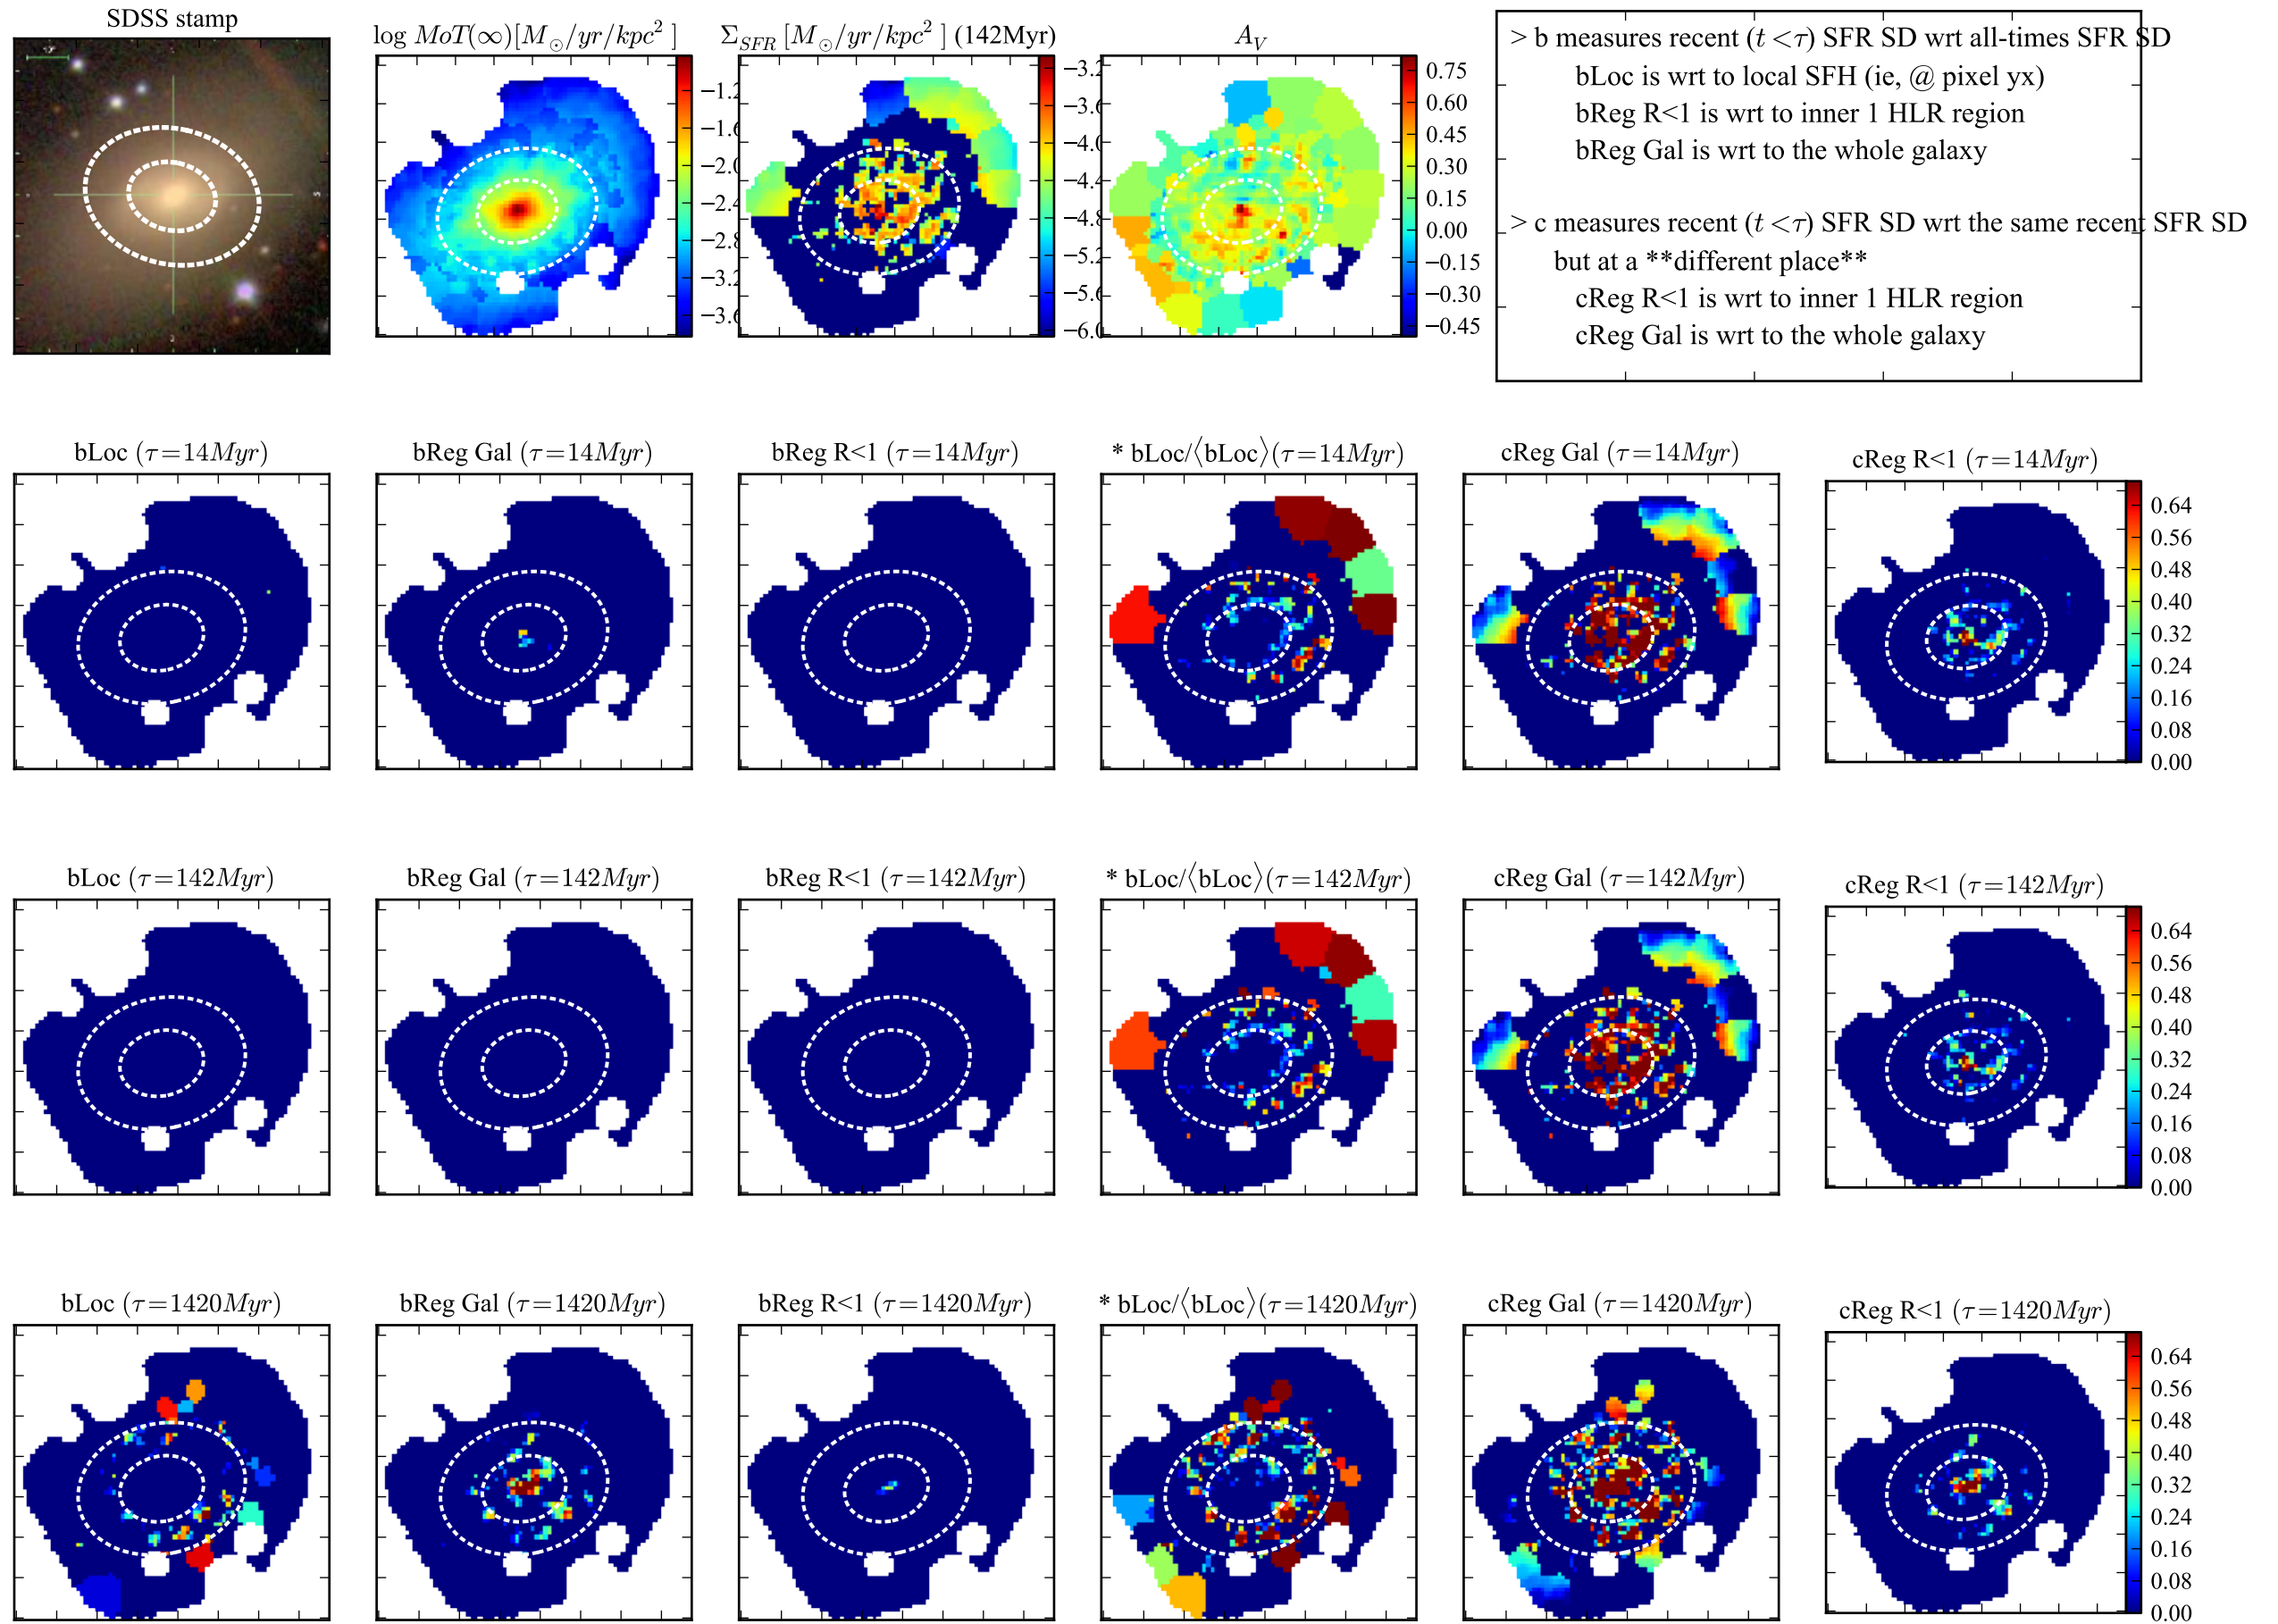 SDSS stamp
log MoT(∞)[M⊙/yr/kpc²]
Σ_SFR [M⊙/yr/kpc²] (142Myr)
A_V
−1.2
−1.6
−2.0
−2.4
−2.8
−3.2
−3.6
−3.2
−3.6
−4.0
−4.4
−4.8
−5.2
−5.6
−6.0
0.75
0.60
0.45
0.30
0.15
0.00
−0.15
−0.30
−0.45
> b measures recent (t<τ) SFR SD wrt all-times SFR SD
bLoc is wrt to local SFH (ie, @ pixel yx)
bReg R<1 is wrt to inner 1 HLR region
bReg Gal is wrt to the whole galaxy
> c measures recent (t<τ) SFR SD wrt the same recent SFR SD
but at a **different place**
cReg R<1 is wrt to inner 1 HLR region
cReg Gal is wrt to the whole galaxy
bLoc (τ=14Myr)
bReg Gal (τ=14Myr)
bReg R<1 (τ=14Myr)
* bLoc/⟨bLoc⟩(τ=14Myr)
cReg Gal (τ=14Myr)
cReg R<1 (τ=14Myr)
0.64
0.56
0.48
0.40
0.32
0.24
0.16
0.08
0.00
bLoc (τ=142Myr)
bReg Gal (τ=142Myr)
bReg R<1 (τ=142Myr)
* bLoc/⟨bLoc⟩(τ=142Myr)
cReg Gal (τ=142Myr)
cReg R<1 (τ=142Myr)
0.64
0.56
0.48
0.40
0.32
0.24
0.16
0.08
0.00
bLoc (τ=1420Myr)
bReg Gal (τ=1420Myr)
bReg R<1 (τ=1420Myr)
* bLoc/⟨bLoc⟩(τ=1420Myr)
cReg Gal (τ=1420Myr)
cReg R<1 (τ=1420Myr)
0.64
0.56
0.48
0.40
0.32
0.24
0.16
0.08
0.00